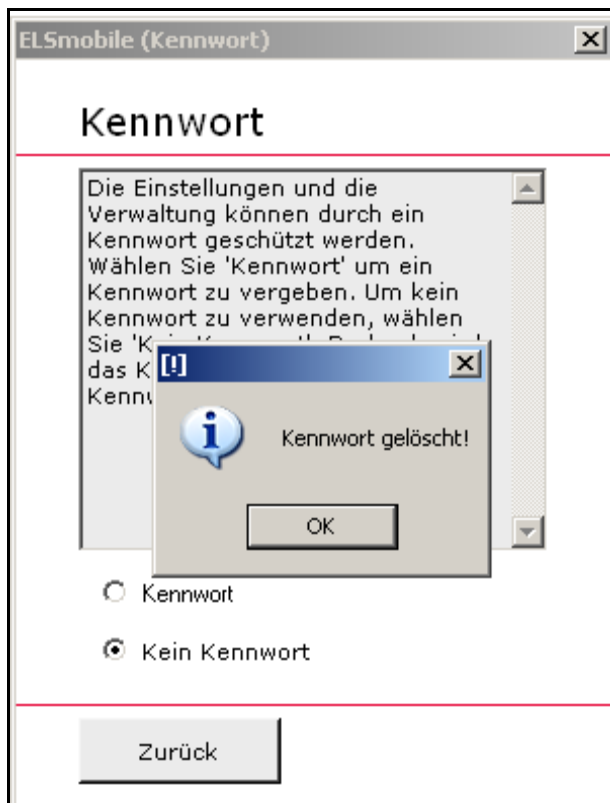 ELSmobile (Kennwort)
Kennwort
Die Einstellungen und die
Verwaltung können durch ein
Kennwort geschützt werden.
Wählen Sie 'Kennwort' um ein
Kennwort zu vergeben. Um kein
Kennwort zu verwenden, wählen
Sie
das
[!]
Kennwort gelöscht!
OK
Kennwort
Kein Kennwort
Zurück